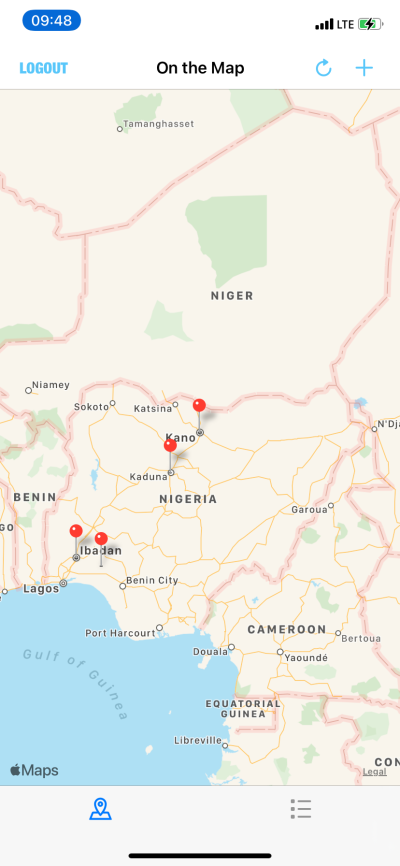 09:48
LTE
LOGOUT
On the Map
Tamanghasset
NIGER
Niamey
Sokoto
Katsina
Kano
Kaduna
N'Dja
BENIN
NIGERIA
Garoua
GO
Ibadan
Lagos
Benin City
Port Harcourt
CAMEROON
Bertoua
Douala
Yaoundé
Gulf of Guinea
EQUATORIAL
GUINEA
Libreville
Maps
CON
Legal